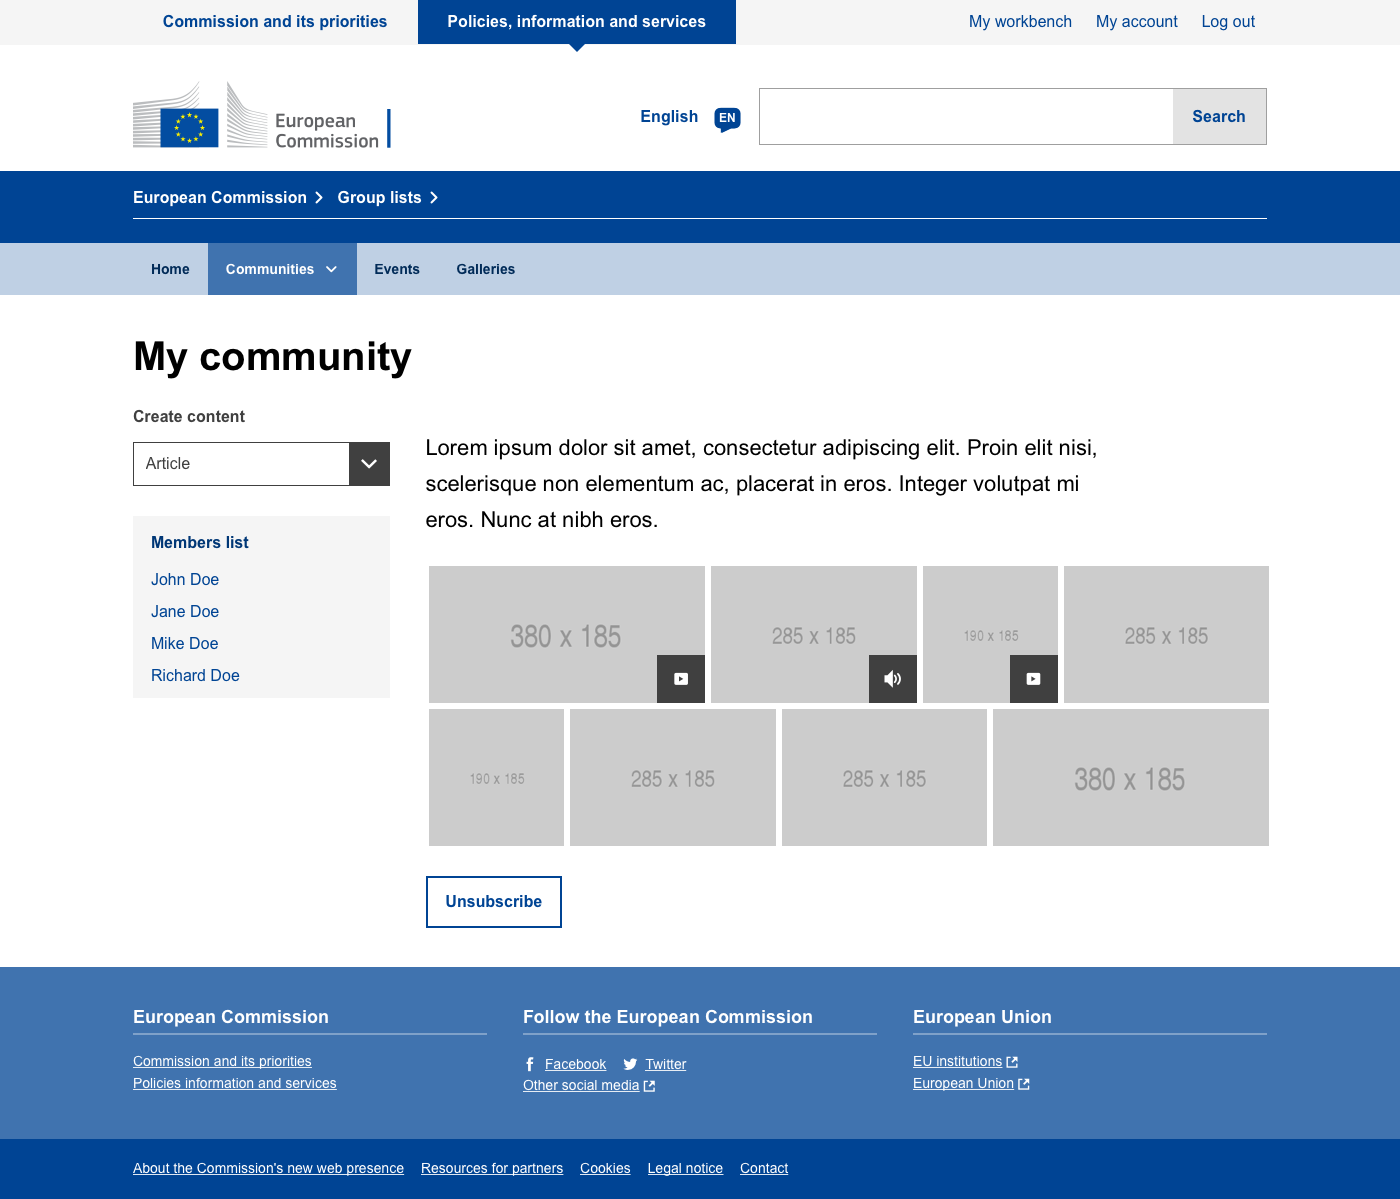 Commission and its priorities
Policies, information and services
My workbench
My account
Log out
European
Commission
English
EN
Search
European Commission
Group lists
Home
Communities
Events
Galleries
My community
Create content
Article
Members list
John Doe
Jane Doe
Mike Doe
Richard Doe
Lorem ipsum dolor sit amet, consectetur adipiscing elit. Proin elit nisi,
scelerisque non elementum ac, placerat in eros. Integer volutpat mi
eros. Nunc at nibh eros.
380 x 185
285 x 185
190 x 185
285 x 185
190 x 185
285 x 185
285 x 185
380 x 185
Unsubscribe
European Commission
Commission and its priorities
Policies information and services
Follow the European Commission
Facebook
Twitter
Other social media
European Union
EU institutions
European Union
About the Commission's new web presence
Resources for partners
Cookies
Legal notice
Contact